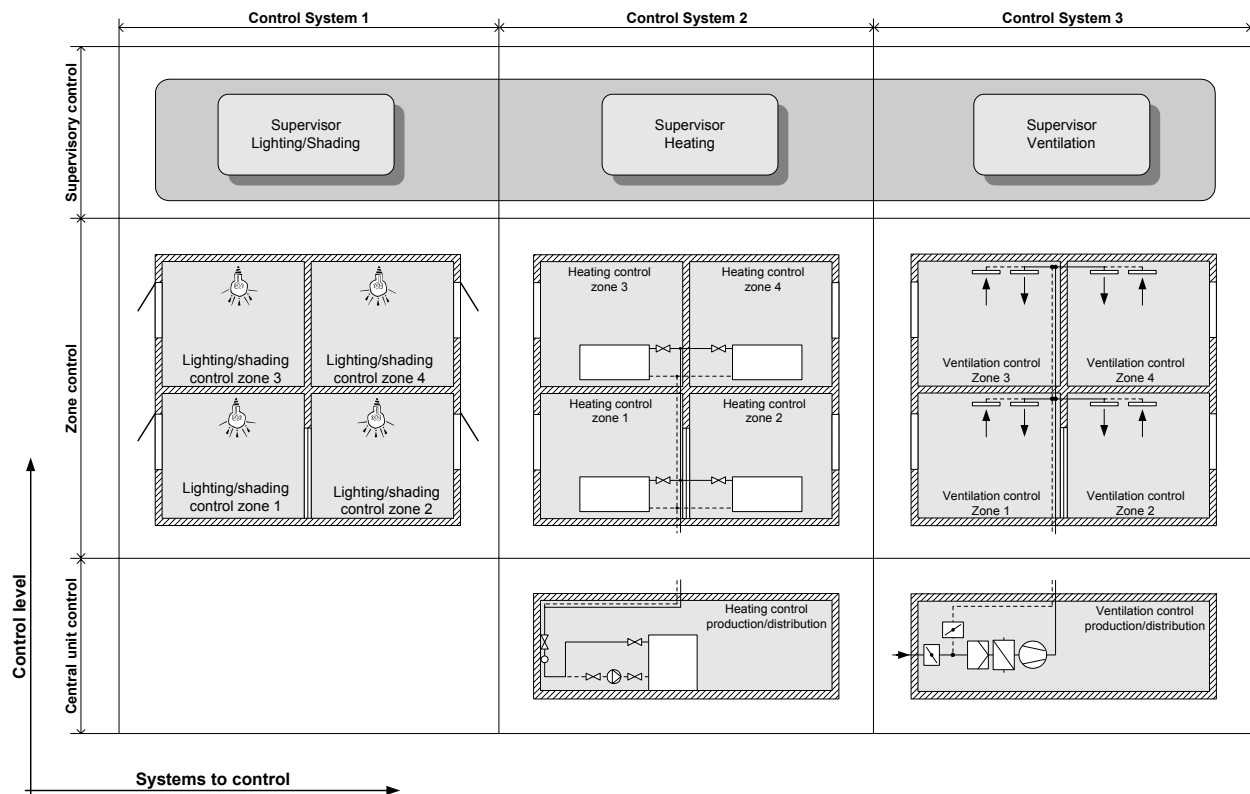 Control System 1
Control System 2
Control System 3
Supervisory control
Supervisor
Lighting/Shading
Supervisor
Heating
Supervisor
Ventilation
Zone control
Lighting/shading
control zone 3
Lighting/shading
control zone 4
Lighting/shading
control zone 1
Lighting/shading
control zone 2
Heating control
zone 3
Heating control
zone 4
Heating control
zone 1
Heating control
zone 2
Ventilation control
Zone 3
Ventilation control
Zone 4
Ventilation control
Zone 1
Ventilation control
Zone 2
Control level
Central unit control
Heating control
production/distribution
Ventilation control
production/distribution
Systems to control